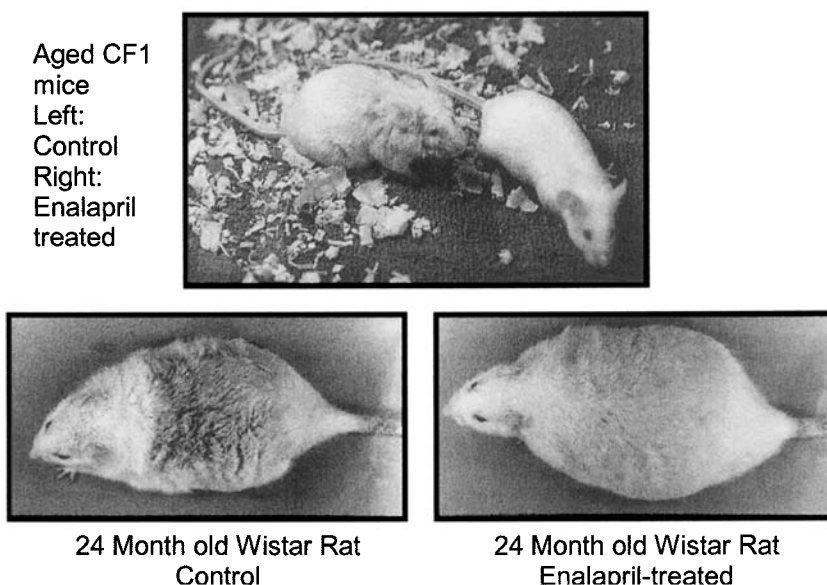 Aged CF1
mice
Left:
Control
Right:
Enalapril
treated
24 Month old Wistar Rat
Control
24 Month old Wistar Rat
Enalapril-treated